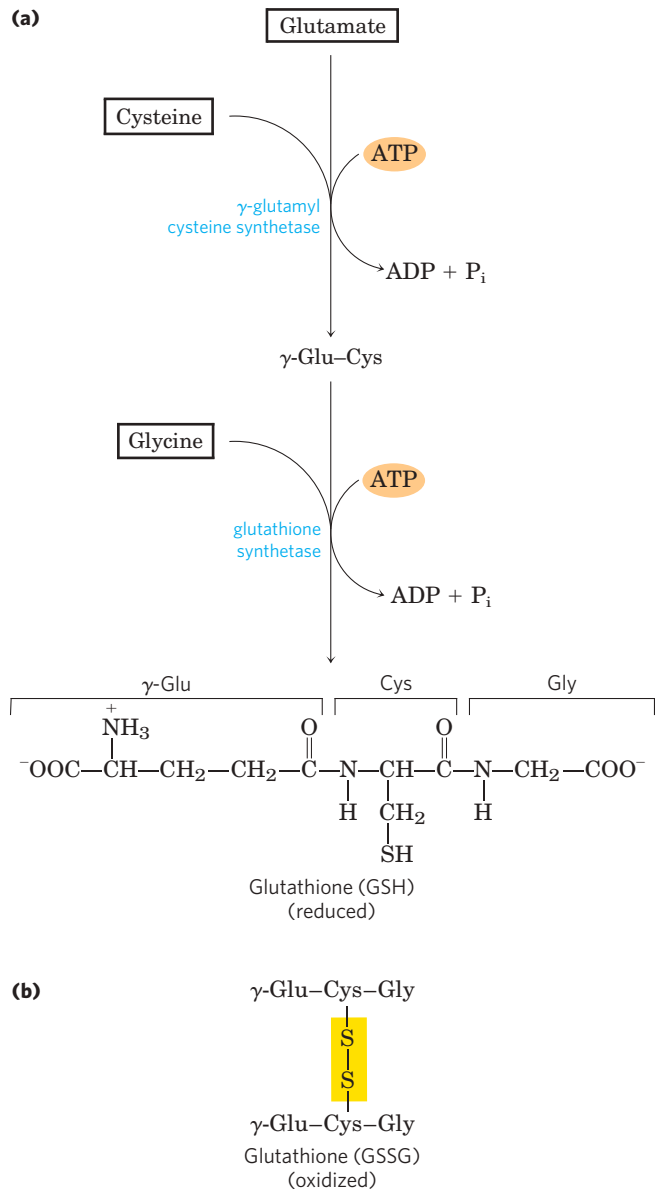 (a)
Glutamate
Cysteine
ATP
γ-glutamyl
cysteine synthetase
ADP + Pi
γ-Glu–Cys
Glycine
ATP
glutathione
synthetase
ADP + Pi
γ-Glu Cys Gly
+
NH3 O O
⁻OOC—CH—CH2—CH2—C—N—CH—C—N—CH2—COO⁻
H CH2 H
SH
Glutathione (GSH)
(reduced)
(b)
γ-Glu–Cys–Gly
S
S
γ-Glu–Cys–Gly
Glutathione (GSSG)
(oxidized)